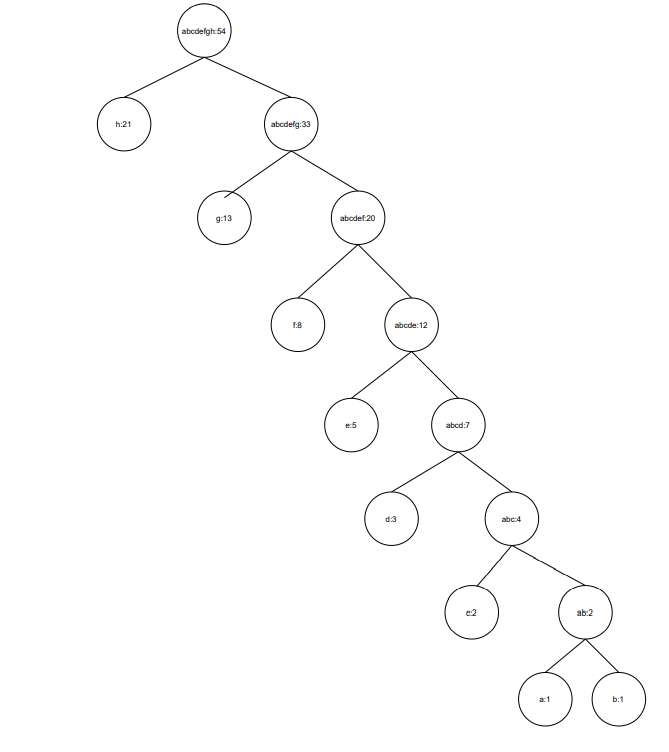 abcdefgh:54
h:21
abcdefg:33
g:13
abcdef:20
f:8
abcde:12
e:5
abcd:7
d:3
abc:4
c:2
ab:2
a:1
b:1